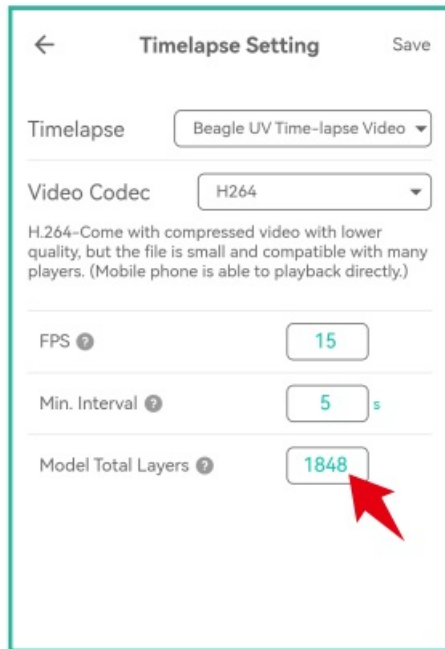 Timelapse Setting Save
Timelapse Beagle UV Time-lapse Video
Video Codec H264
H.264-Come with compressed video with lower
quality, but the file is small and compatible with many
players. (Mobile phone is able to playback directly.)
FPS ? 15
Min. Interval ? 5 s
Model Total Layers ? 1848